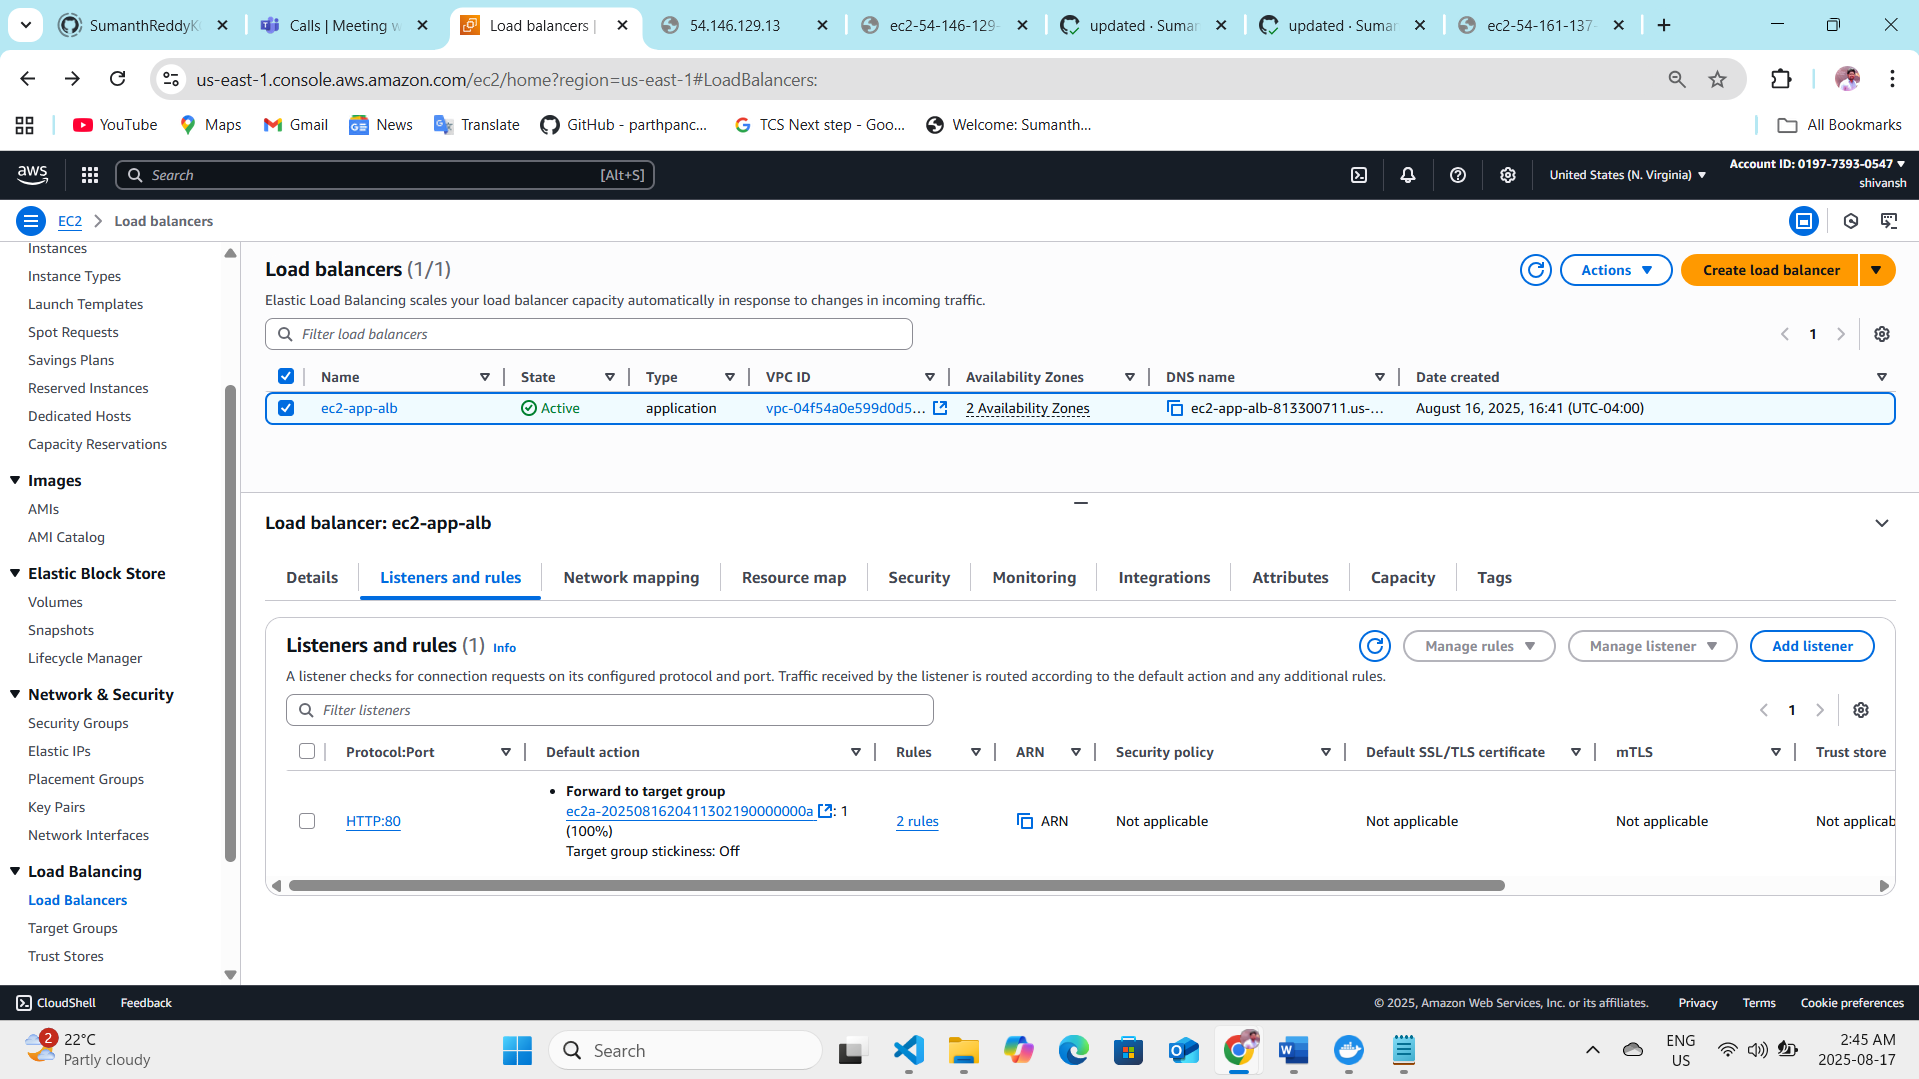 SumanthReddyK
Calls | Meeting w
Load balancers |
54.146.129.13
ec2-54-146-129-
updated · Suman
updated · Suman
ec2-54-161-137-
us-east-1.console.aws.amazon.com/ec2/home?region=us-east-1#LoadBalancers:
YouTube
Maps
Gmail
News
Translate
GitHub - parthpanc...
TCS Next step - Goo...
Welcome: Sumanth...
All Bookmarks
aws
Search
[Alt+S]
United States (N. Virginia)
Account ID: 0197-7393-0547
shivansh
EC2
Load balancers
Instances
Instance Types
Launch Templates
Spot Requests
Savings Plans
Reserved Instances
Dedicated Hosts
Capacity Reservations
Images
AMIs
AMI Catalog
Elastic Block Store
Volumes
Snapshots
Lifecycle Manager
Network & Security
Security Groups
Elastic IPs
Placement Groups
Key Pairs
Network Interfaces
Load Balancing
Load Balancers
Target Groups
Trust Stores
Load balancers (1/1)
Actions
Create load balancer
Elastic Load Balancing scales your load balancer capacity automatically in response to changes in incoming traffic.
Filter load balancers
1
Name State Type VPC ID Availability Zones DNS name Date created
ec2-app-alb Active application vpc-04f54a0e599d0d5... 2 Availability Zones ec2-app-alb-813300711.us-... August 16, 2025, 16:41 (UTC-04:00)
Load balancer: ec2-app-alb
Details
Listeners and rules
Network mapping
Resource map
Security
Monitoring
Integrations
Attributes
Capacity
Tags
Listeners and rules (1) Info
Manage rules
Manage listener
Add listener
A listener checks for connection requests on its configured protocol and port. Traffic received by the listener is routed according to the default action and any additional rules.
Filter listeners
1
Protocol:Port Default action Rules ARN Security policy Default SSL/TLS certificate mTLS Trust store
HTTP:80
• Forward to target group
ec2a-20250816204113021900000000a : 1
(100%)
Target group stickiness: Off
2 rules
ARN
Not applicable
Not applicable
Not applicable
Not applicab
CloudShell
Feedback
© 2025, Amazon Web Services, Inc. or its affiliates.
Privacy
Terms
Cookie preferences
2
22°C
Partly cloudy
Search
ENG
US
2:45 AM
2025-08-17